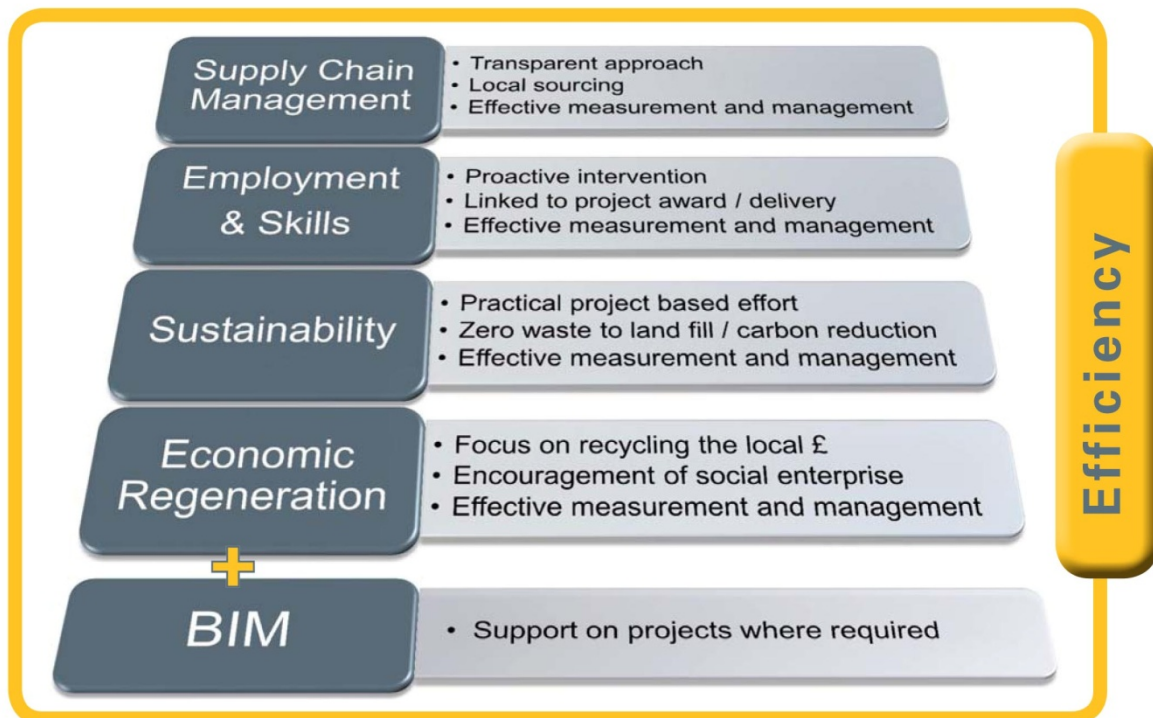 Supply Chain
Management
• Transparent approach
• Local sourcing
• Effective measurement and management
Employment
& Skills
• Proactive intervention
• Linked to project award / delivery
• Effective measurement and management
Sustainability
• Practical project based effort
• Zero waste to land fill / carbon reduction
• Effective measurement and management
Economic
Regeneration
• Focus on recycling the local £
• Encouragement of social enterprise
• Effective measurement and management
+
BIM
• Support on projects where required
Efficiency